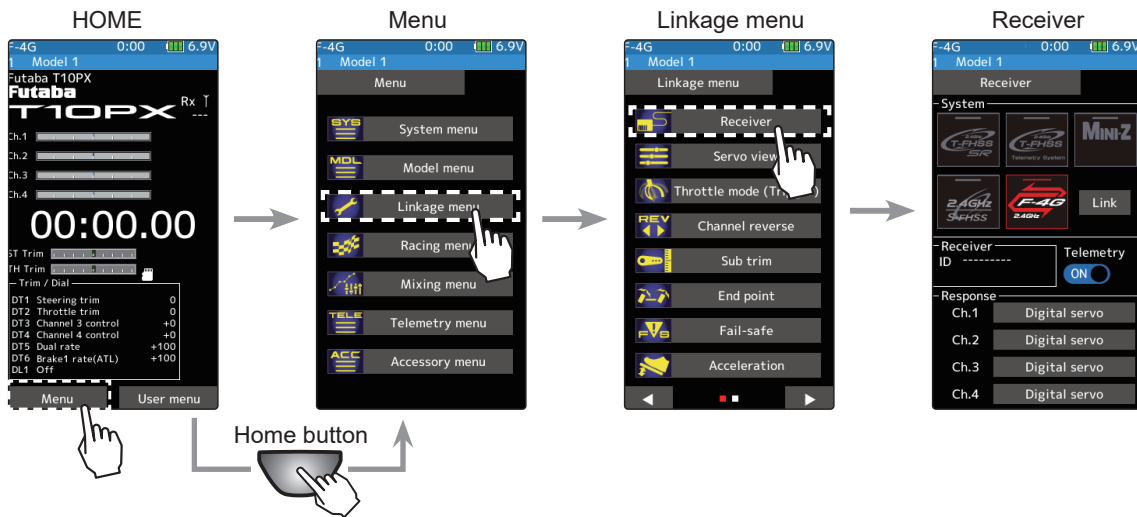 HOME
F-4G 0:00 6.9V
1 Model 1
Futaba T10PX
Futaba
T10PX
Rx
---
Ch.1
Ch.2
Ch.3
Ch.4
00:00.00
ST Trim
TH Trim
Trim / Dial
DT1 Steering trim 0
DT2 Throttle trim 0
DT3 Channel 3 control +0
DT4 Channel 4 control +0
DT5 Dual rate +100
DT6 Brake1 rate(ATL) +100
DL1 Off
Menu
User menu
Home button
Menu
F-4G 0:00 6.9V
1 Model 1
Menu
SYS System menu
MDL Model menu
Linkage menu
Racing menu
Mixing menu
TELE Telemetry menu
ACC Accessory menu
Linkage menu
F-4G 0:00 6.9V
1 Model 1
Linkage menu
Receiver
Servo view
Throttle mode
REV Channel reverse
Sub trim
End point
F/S Fail-safe
Acceleration
Receiver
F-4G 0:00 6.9V
1 Model 1
Receiver
System
2.4GHz T-FHSS SR
2.4GHz T-FHSS Telemetry System
MINI-Z
2.4GHz S-FHSS
F-4G 2.4GHz
Link
Receiver
ID ---------
Telemetry
ON
Response
Ch.1 Digital servo
Ch.2 Digital servo
Ch.3 Digital servo
Ch.4 Digital servo